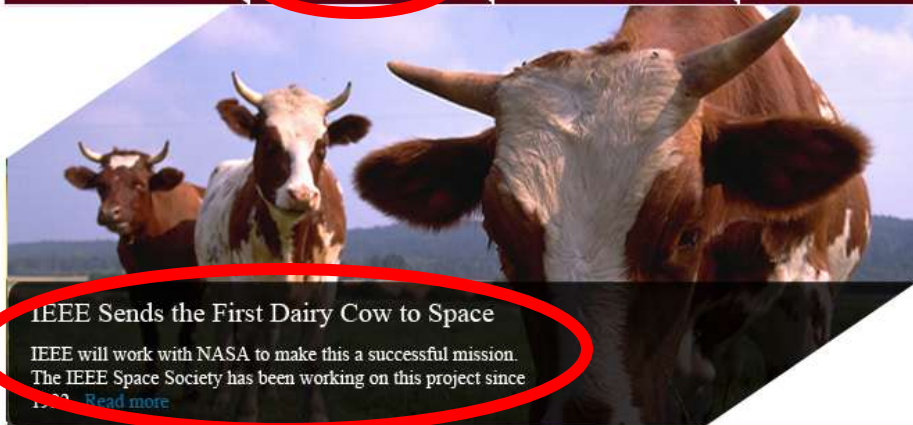 IEEE Sends the First Dairy Cow to Space
IEEE will work with NASA to make this a successful mission.
The IEEE Space Society has been working on this project since
Read more